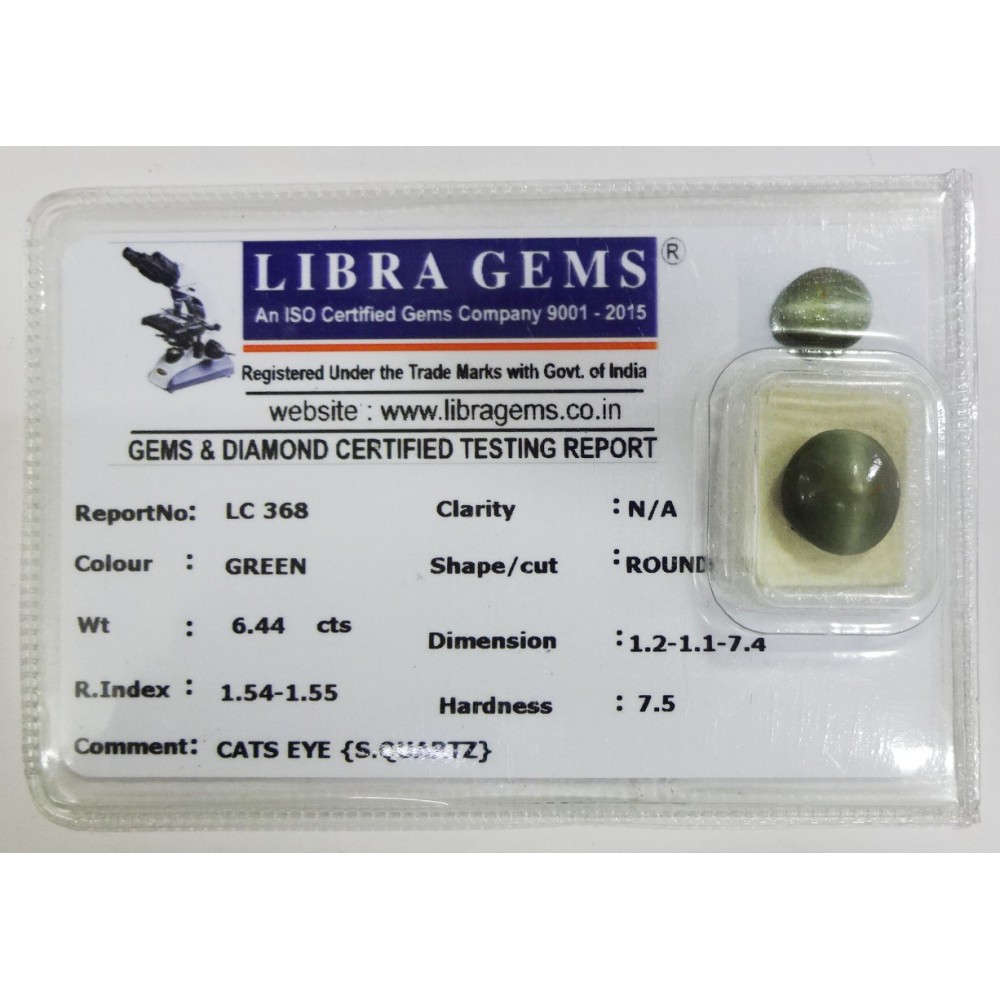 LIBRA GEMS ®
An ISO Certified Gems Company 9001 - 2015
Registered Under the Trade Marks with Govt. of India
website : www.libragems.co.in
GEMS & DIAMOND CERTIFIED TESTING REPORT
ReportNo: LC 368 Clarity : N/A
Colour : GREEN Shape/cut : ROUND
Wt : 6.44 cts Dimension : 1.2-1.1-7.4
R.Index : 1.54-1.55 Hardness : 7.5
Comment: CATS EYE {S.QUARTZ}